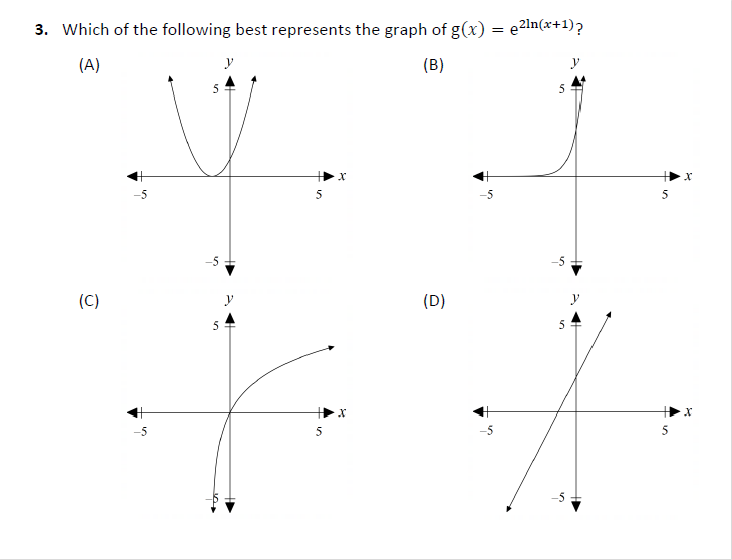 3. Which of the following best represents the graph of g(x) = e^{2ln(x+1)}?
(A)
y
5
x
−5
5
−5
(B)
y
5
x
−5
5
−5
(C)
y
5
x
−5
5
−5
(D)
y
5
x
−5
5
−5